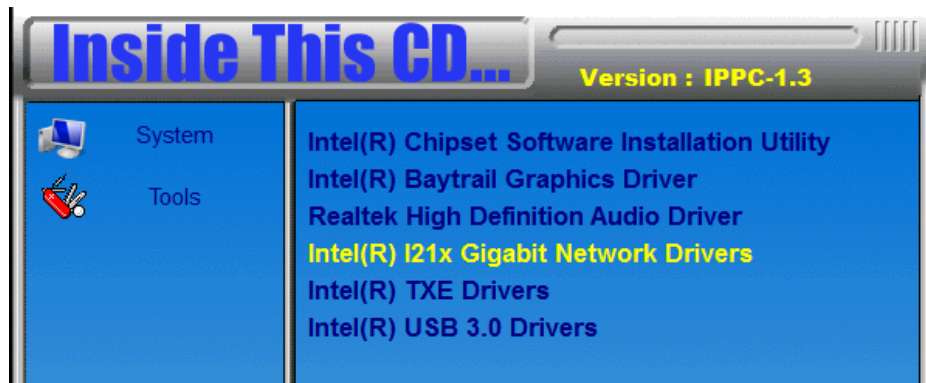 Inside This CD...
Version : IPPC-1.3
System
Tools
Intel(R) Chipset Software Installation Utility
Intel(R) Baytrail Graphics Driver
Realtek High Definition Audio Driver
Intel(R) I21x Gigabit Network Drivers
Intel(R) TXE Drivers
Intel(R) USB 3.0 Drivers